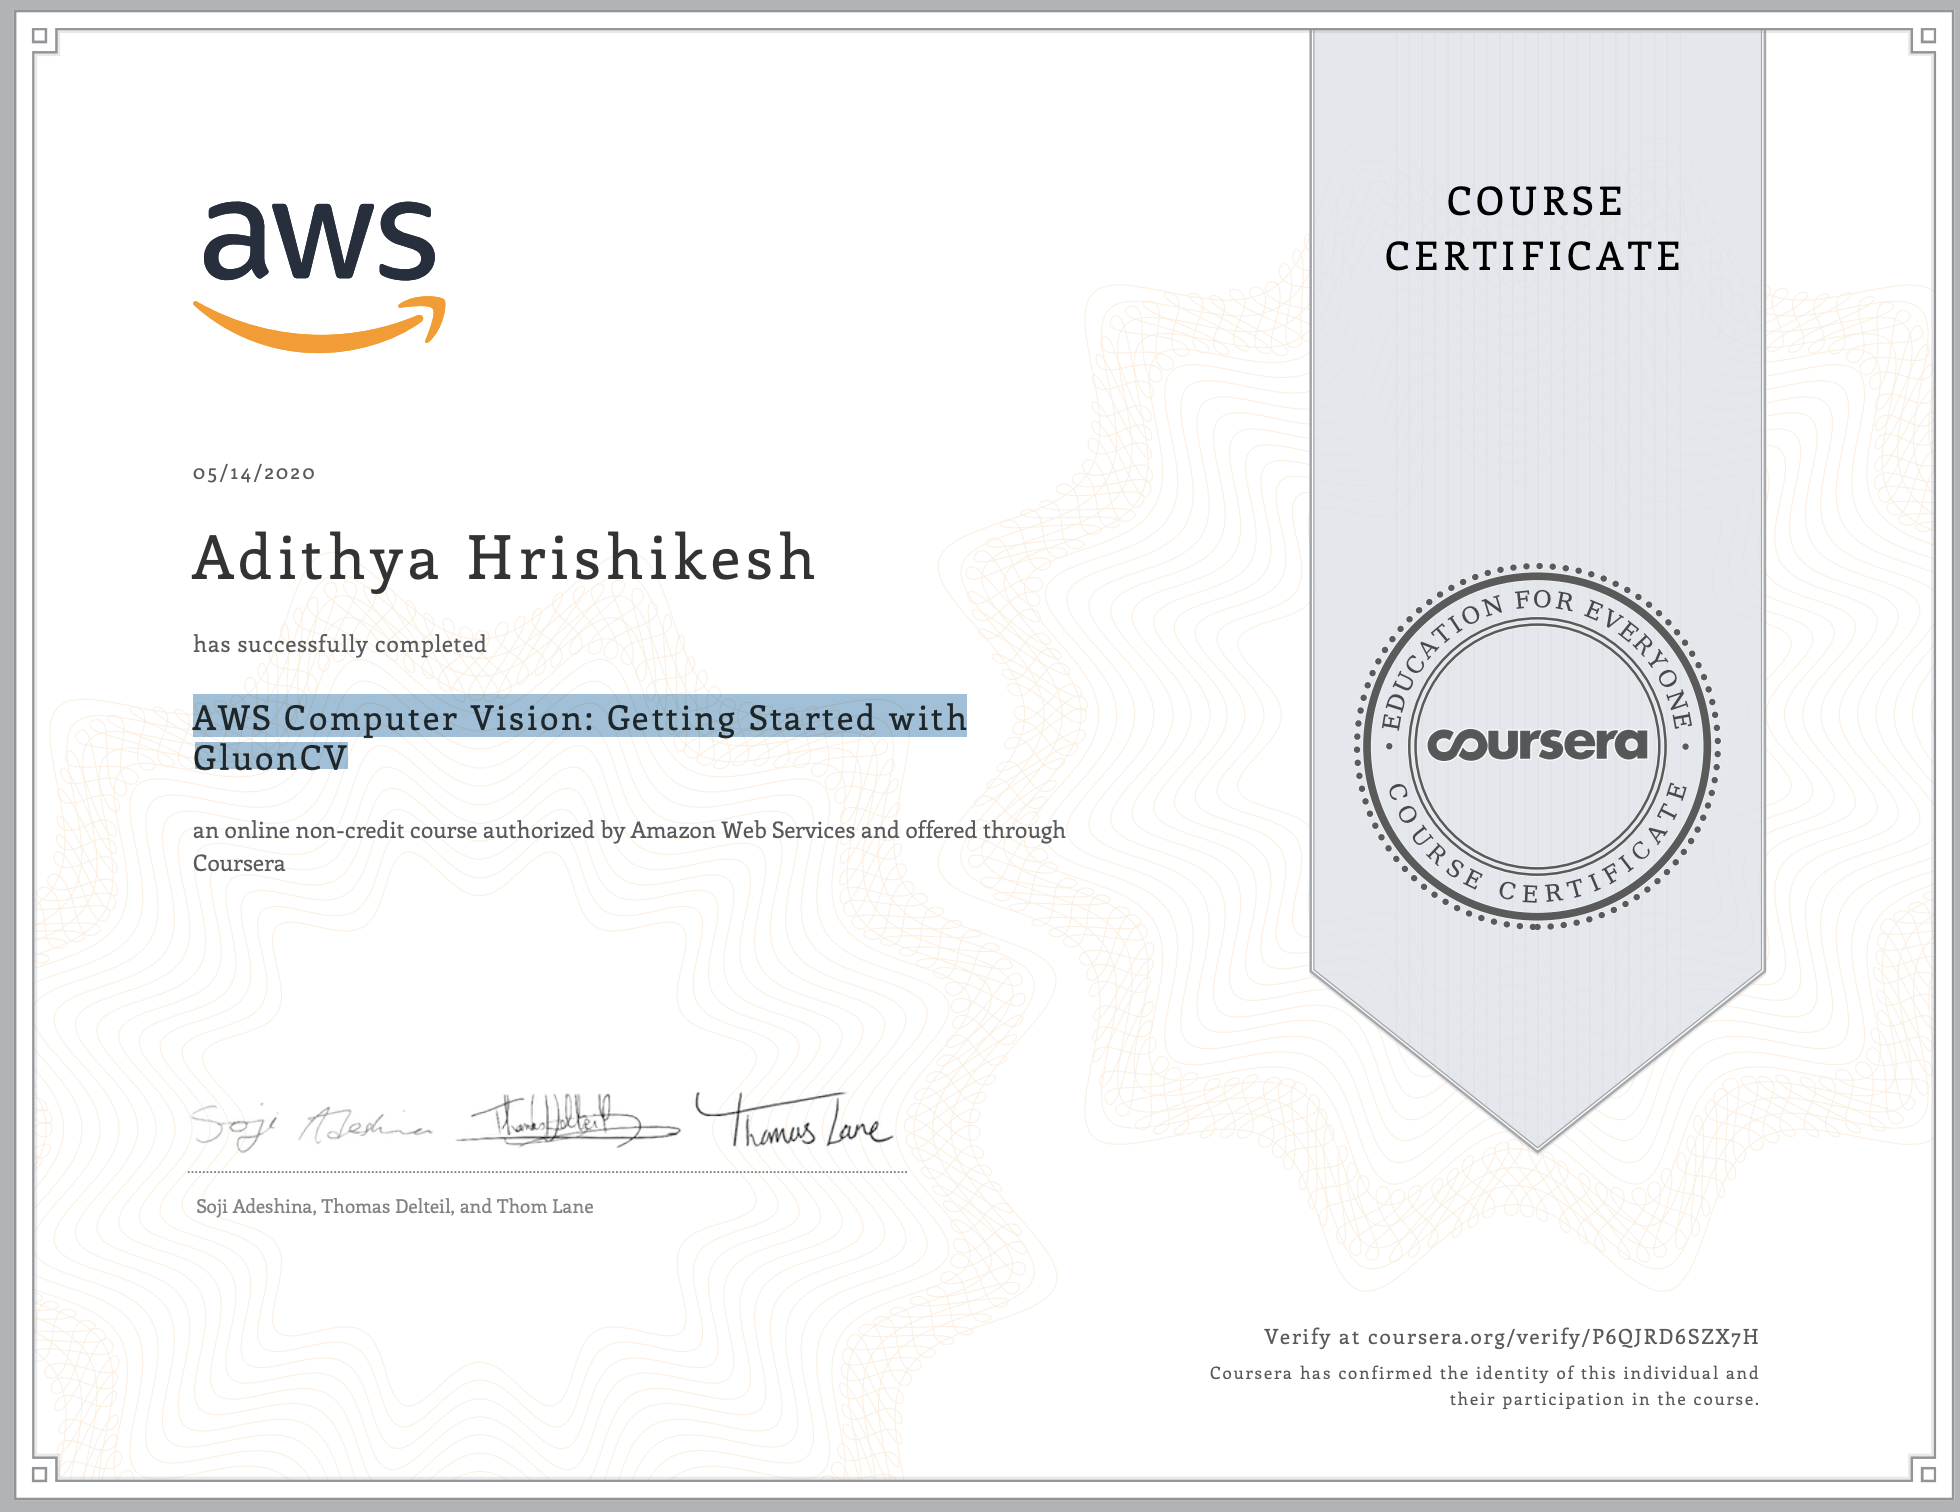 aws
COURSE
CERTIFICATE
05/14/2020
Adithya Hrishikesh
has successfully completed
AWS Computer Vision: Getting Started with
GluonCV
an online non-credit course authorized by Amazon Web Services and offered through
Coursera
EDUCATION FOR EVERYONE
coursera
COURSE CERTIFICATE
Soji Adeshina Thomas Delteil Thomas Lane
Soji Adeshina, Thomas Delteil, and Thom Lane
Verify at coursera.org/verify/P6QJRD6SZX7H
Coursera has confirmed the identity of this individual and
their participation in the course.